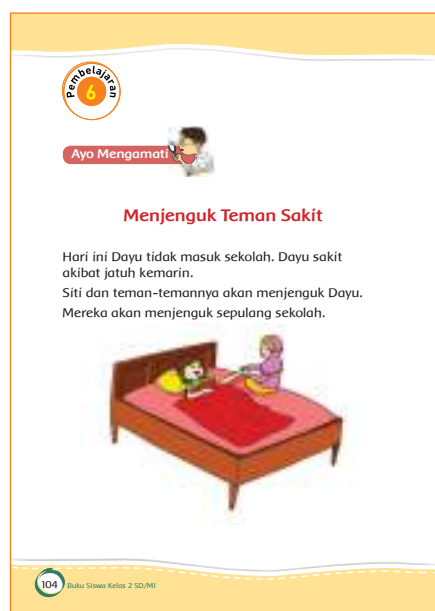 Pembelajaran
6
Ayo Mengamati
Menjenguk Teman Sakit
Hari ini Dayu tidak masuk sekolah. Dayu sakit
akibat jatuh kemarin.
Siti dan teman-temannya akan menjenguk Dayu.
Mereka akan menjenguk sepulang sekolah.
104 Buku Siswa Kelas 2 SD/MI